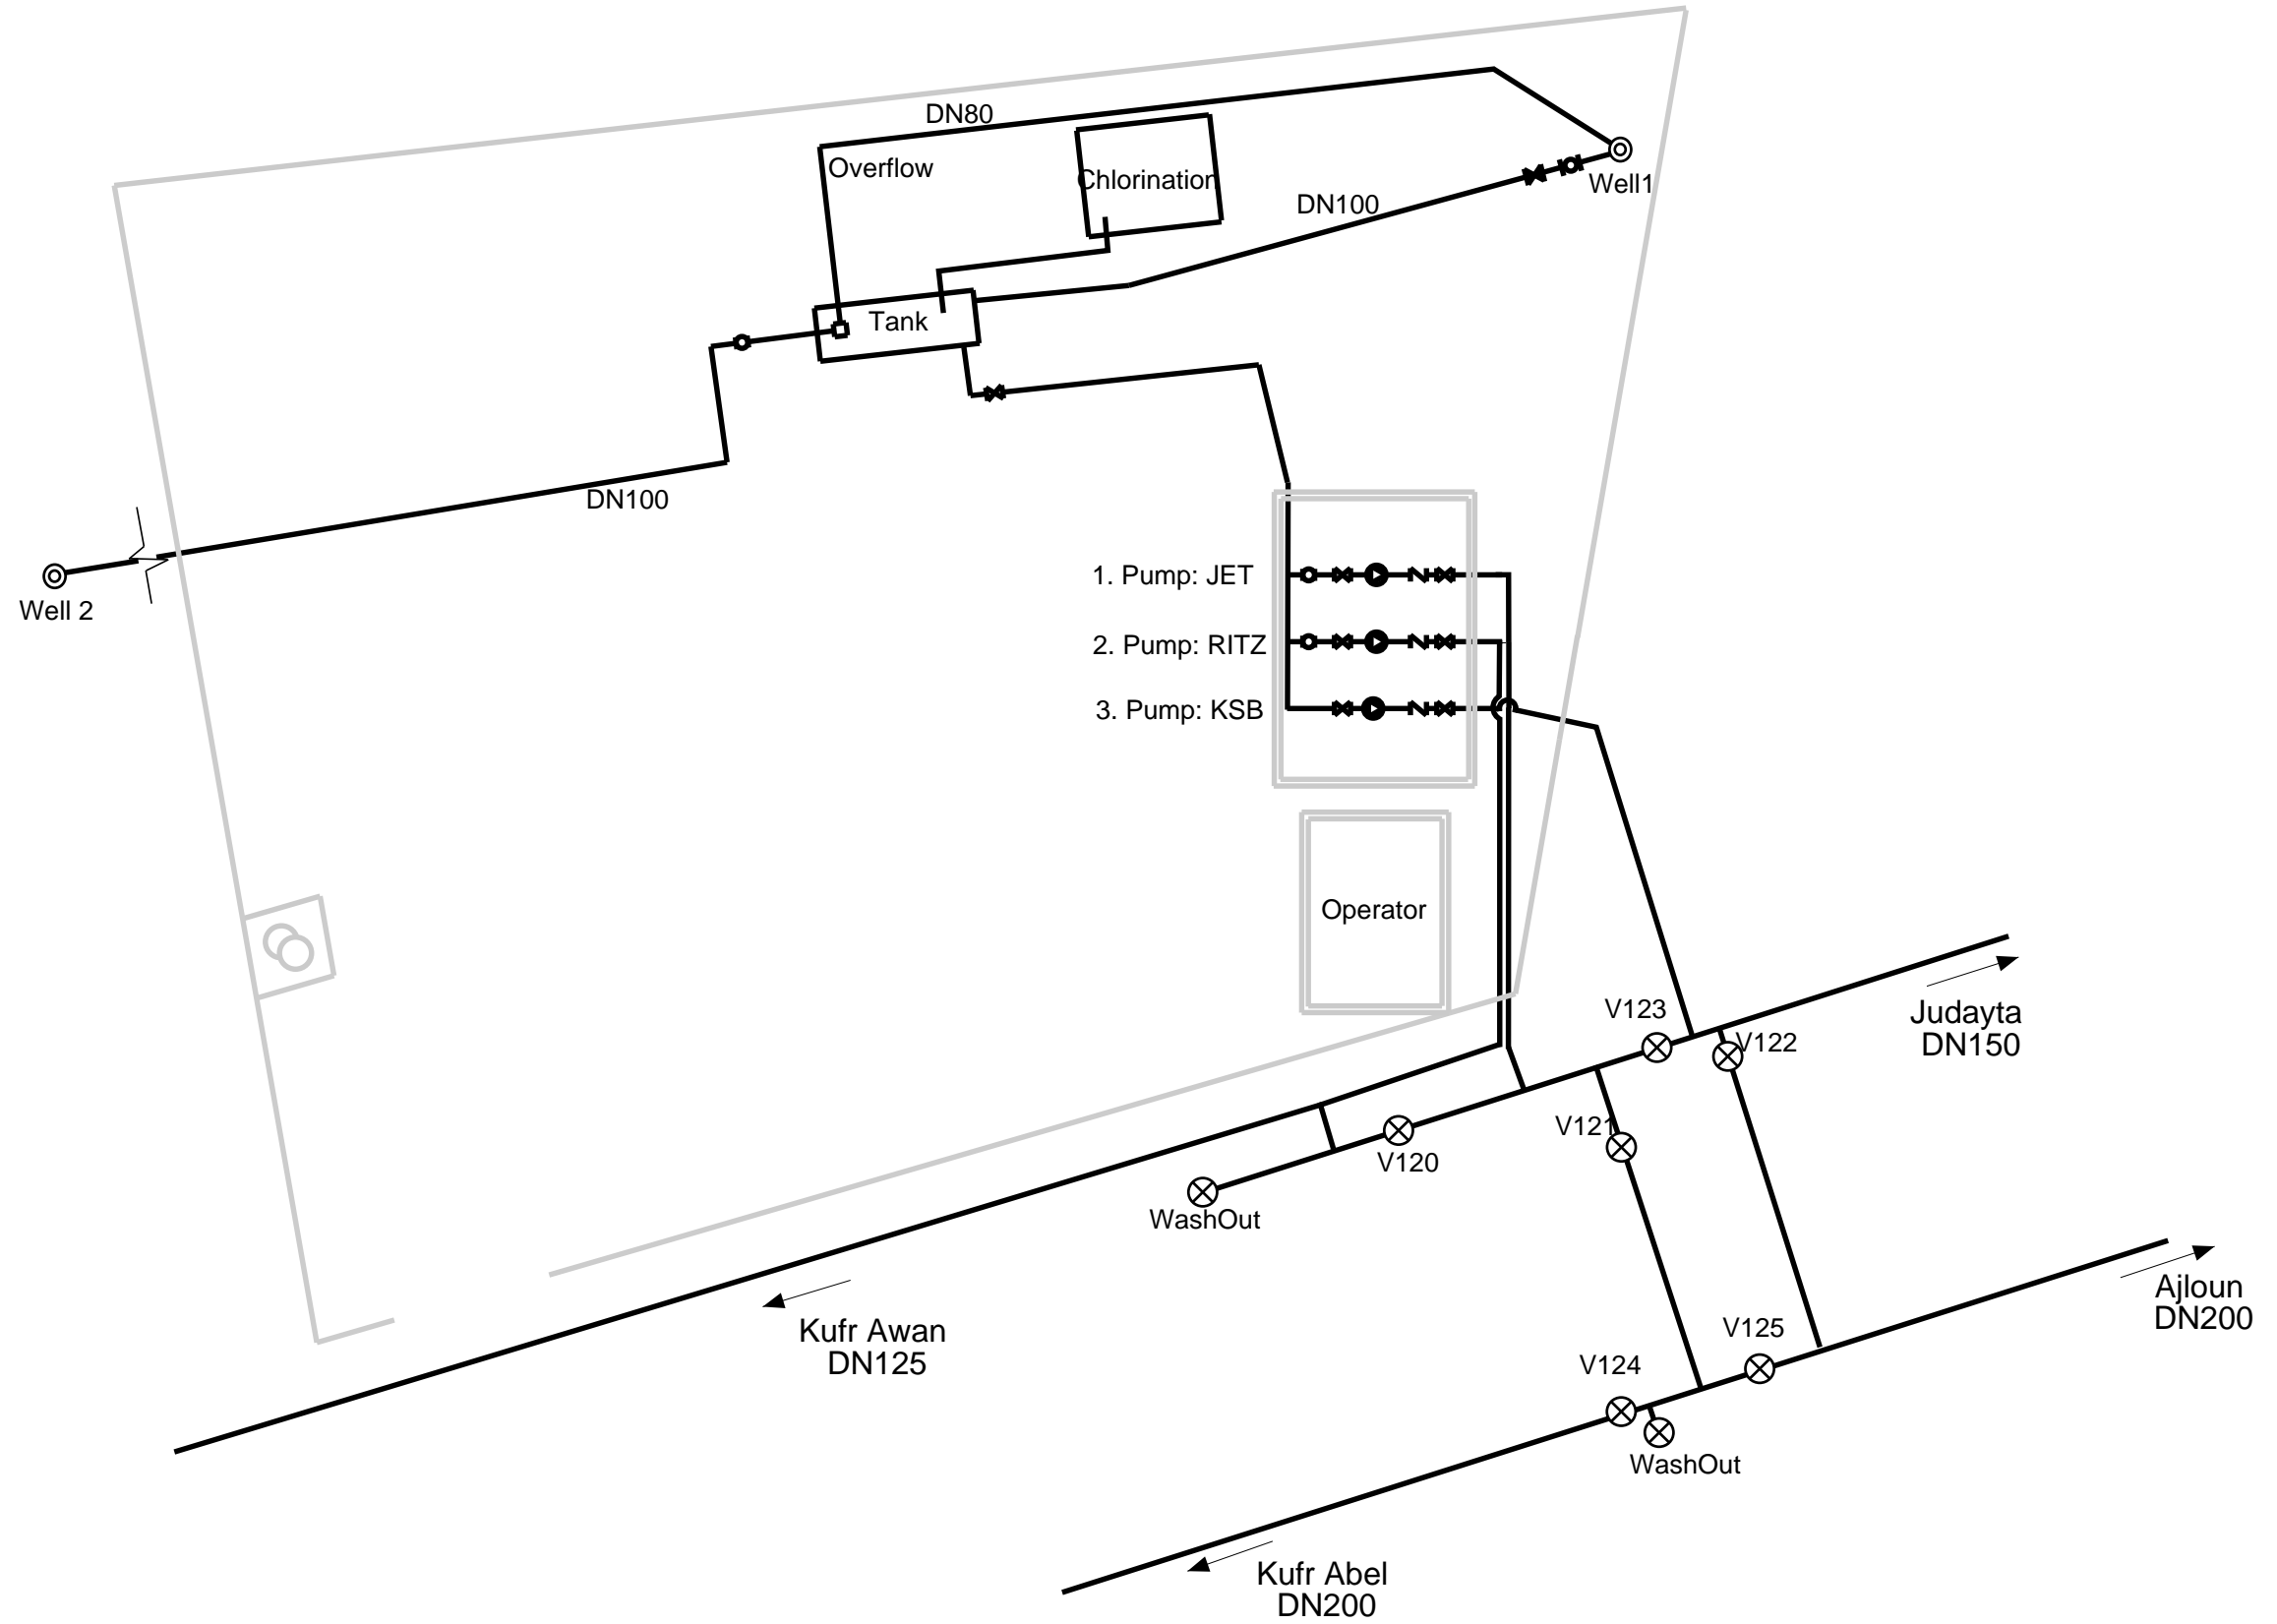 DN80
Overflow
Chlorination
Well1
DN100
Tank
DN100
Well 2
1. Pump: JET
2. Pump: RITZ
3. Pump: KSB
Operator
V123
V122
Judayta
DN150
V121
V120
WashOut
Kufr Awan
DN125
Ajloun
DN200
V125
V124
WashOut
Kufr Abel
DN200